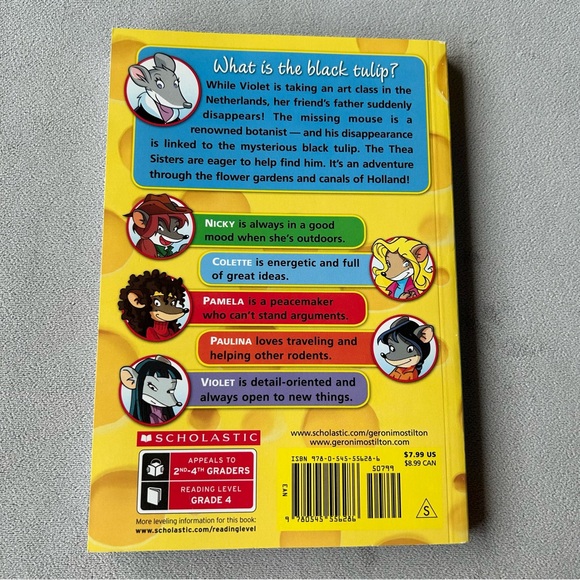 What is the black tulip?
While Violet is taking an art class in the
Netherlands, her friend's father suddenly
disappears! The missing mouse is a
renowned botanist — and his disappearance
is linked to the mysterious black tulip. The Thea
Sisters are eager to help find him. It's an adventure
through the flower gardens and canals of Holland!
NICKY is always in a good
mood when she's outdoors.
COLETTE is energetic and full
of great ideas.
PAMELA is a peacemaker
who can't stand arguments.
PAULINA loves traveling and
helping other rodents.
VIOLET is detail-oriented and
always open to new things.
SCHOLASTIC
APPEALS TO
2ND-4TH GRADERS
READING LEVEL
GRADE 4
More leveling information for this book:
www.scholastic.com/readinglevel
www.scholastic.com/geronimostilton
www.geronimostilton.com
$7.99 US
$8.99 CAN
ISBN 978-0-545-55628-6
50799
EAN
9 780545 556286
S